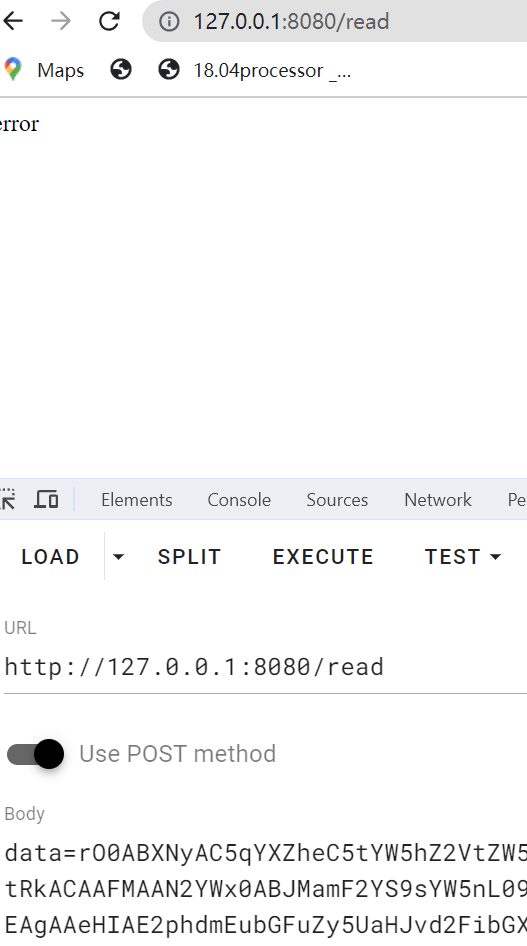 127.0.0.1:8080/read
Maps
18.04processor _...
error
Elements Console Sources Network Pe
LOAD SPLIT EXECUTE TEST
URL
http://127.0.0.1:8080/read
Use POST method
Body
data=rO0ABXNyAC5qYXZheC5tYW5hZ2VtZW5
tRkACAAFMAAN2YWx0ABJMamF2YS9sYW5nL09
EAgAAeHIAE2phdmEubGFuZy5UaHJvd2FibGX